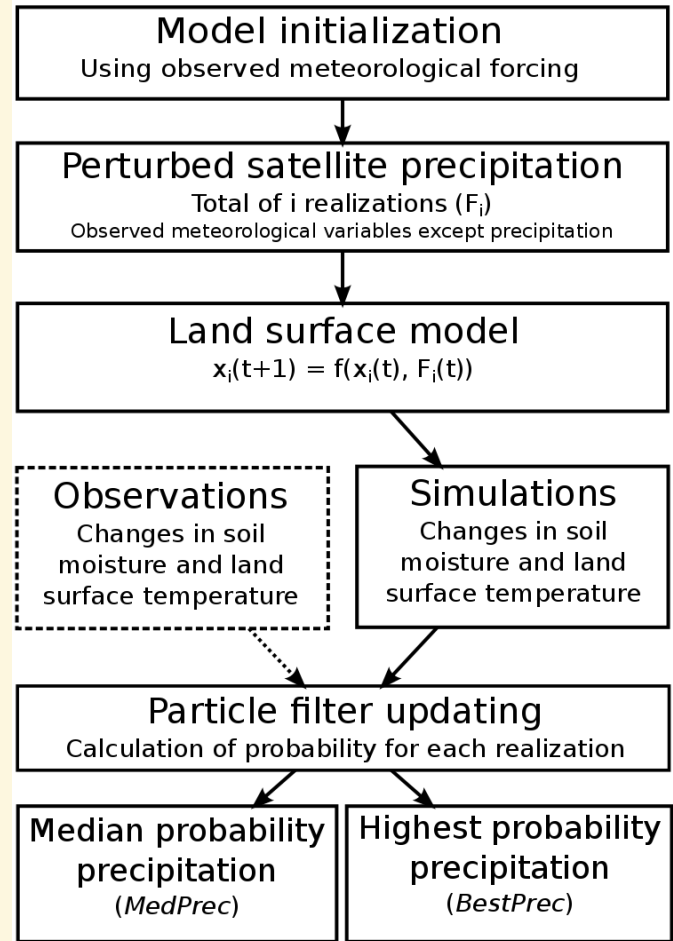 Model initialization
Using observed meteorological forcing
Perturbed satellite precipitation
Total of i realizations (Fᵢ)
Observed meteorological variables except precipitation
Land surface model
xᵢ(t+1) = f(xᵢ(t), Fᵢ(t))
Observations
Changes in soil
moisture and land
surface temperature
Simulations
Changes in soil
moisture and land
surface temperature
Particle filter updating
Calculation of probability for each realization
Median probability
precipitation
(MedPrec)
Highest probability
precipitation
(BestPrec)